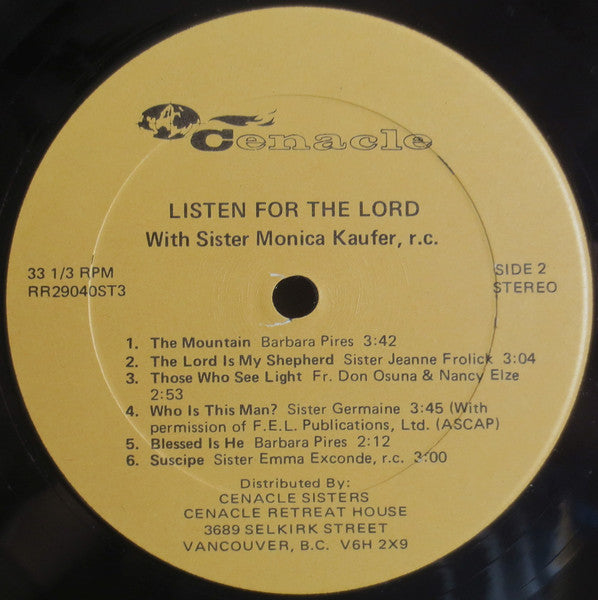 Cenacle
LISTEN FOR THE LORD
With Sister Monica Kaufer, r.c.
33 1/3 RPM
RR29040ST3
SIDE 2
STEREO
1. The Mountain Barbara Pires 3:42
2. The Lord Is My Shepherd Sister Jeanne Frolick 3:04
3. Those Who See Light Fr. Don Osuna & Nancy Elze
2:53
4. Who Is This Man? Sister Germaine 3:45 (With
permission of F.E.L. Publications, Ltd. (ASCAP)
5. Blessed Is He Barbara Pires 2:12
6. Suscipe Sister Emma Exconde, r.c. 3:00
Distributed By:
CENACLE SISTERS
CENACLE RETREAT HOUSE
3689 SELKIRK STREET
VANCOUVER, B.C. V6H 2X9